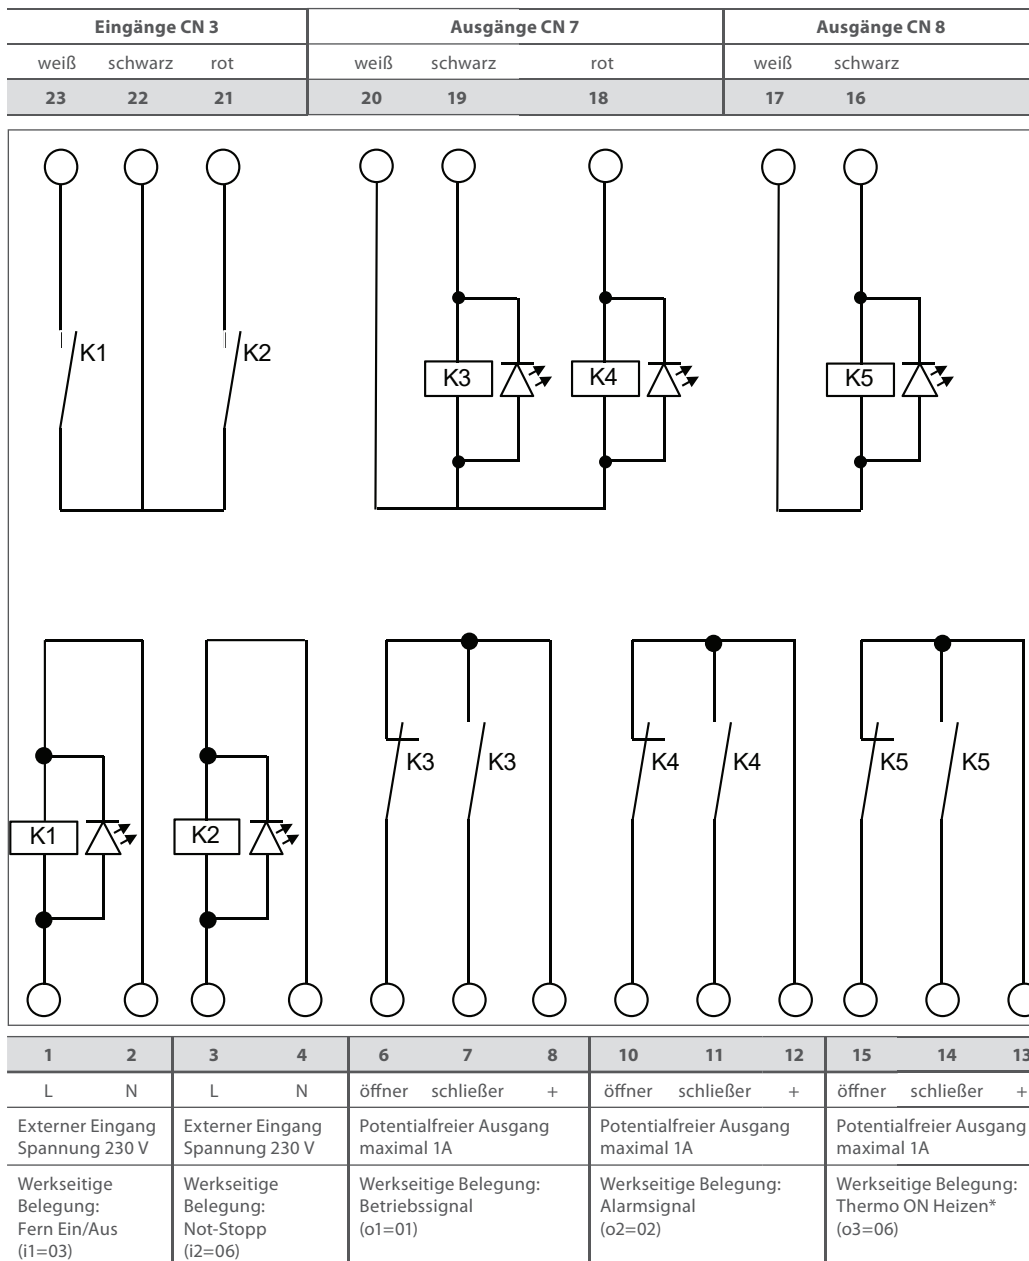 Eingänge CN 3 Ausgänge CN 7 Ausgänge CN 8
weiß schwarz rot weiß schwarz rot weiß schwarz
23 22 21 20 19 18 17 16
K1 K2
K3 K4 K5
K3 K3 K4 K4 K5 K5
K1 K2
1 2 3 4 6 7 8 10 11 12 15 14 13
L N L N öffner schließer + öffner schließer + öffner schließer +
Externer Eingang Externer Eingang Potentialfreier Ausgang Potentialfreier Ausgang Potentialfreier Ausgang
Spannung 230 V Spannung 230 V maximal 1A maximal 1A maximal 1A
Werkseitige Werkseitige Werkseitige Belegung: Werkseitige Belegung: Werkseitige Belegung:
Belegung: Belegung: Betriebssignal Alarmsignal Thermo ON Heizen*
Fern Ein/Aus Not-Stopp (o1=01) (o2=02) (o3=06)
(i1=03) (i2=06)